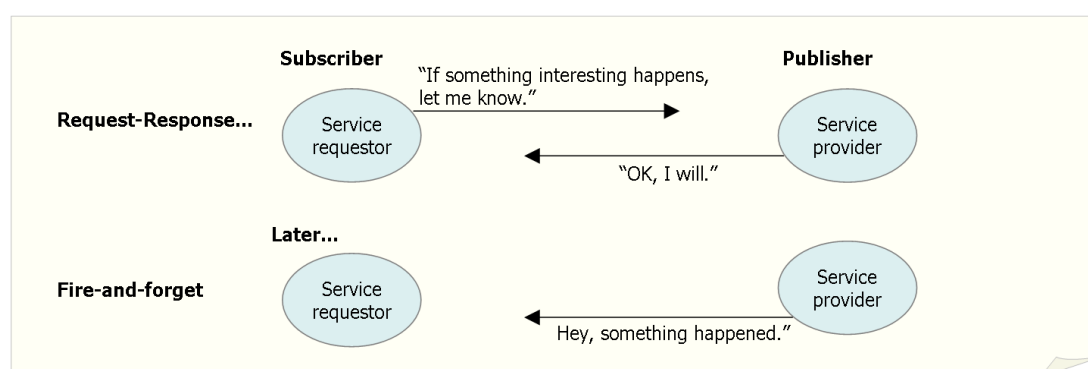 Subscriber
Publisher
“If something interesting happens,
let me know.”
Request-Response...
Service
requestor
Service
provider
“OK, I will.”
Later...
Fire-and-forget
Service
requestor
Service
provider
Hey, something happened.”